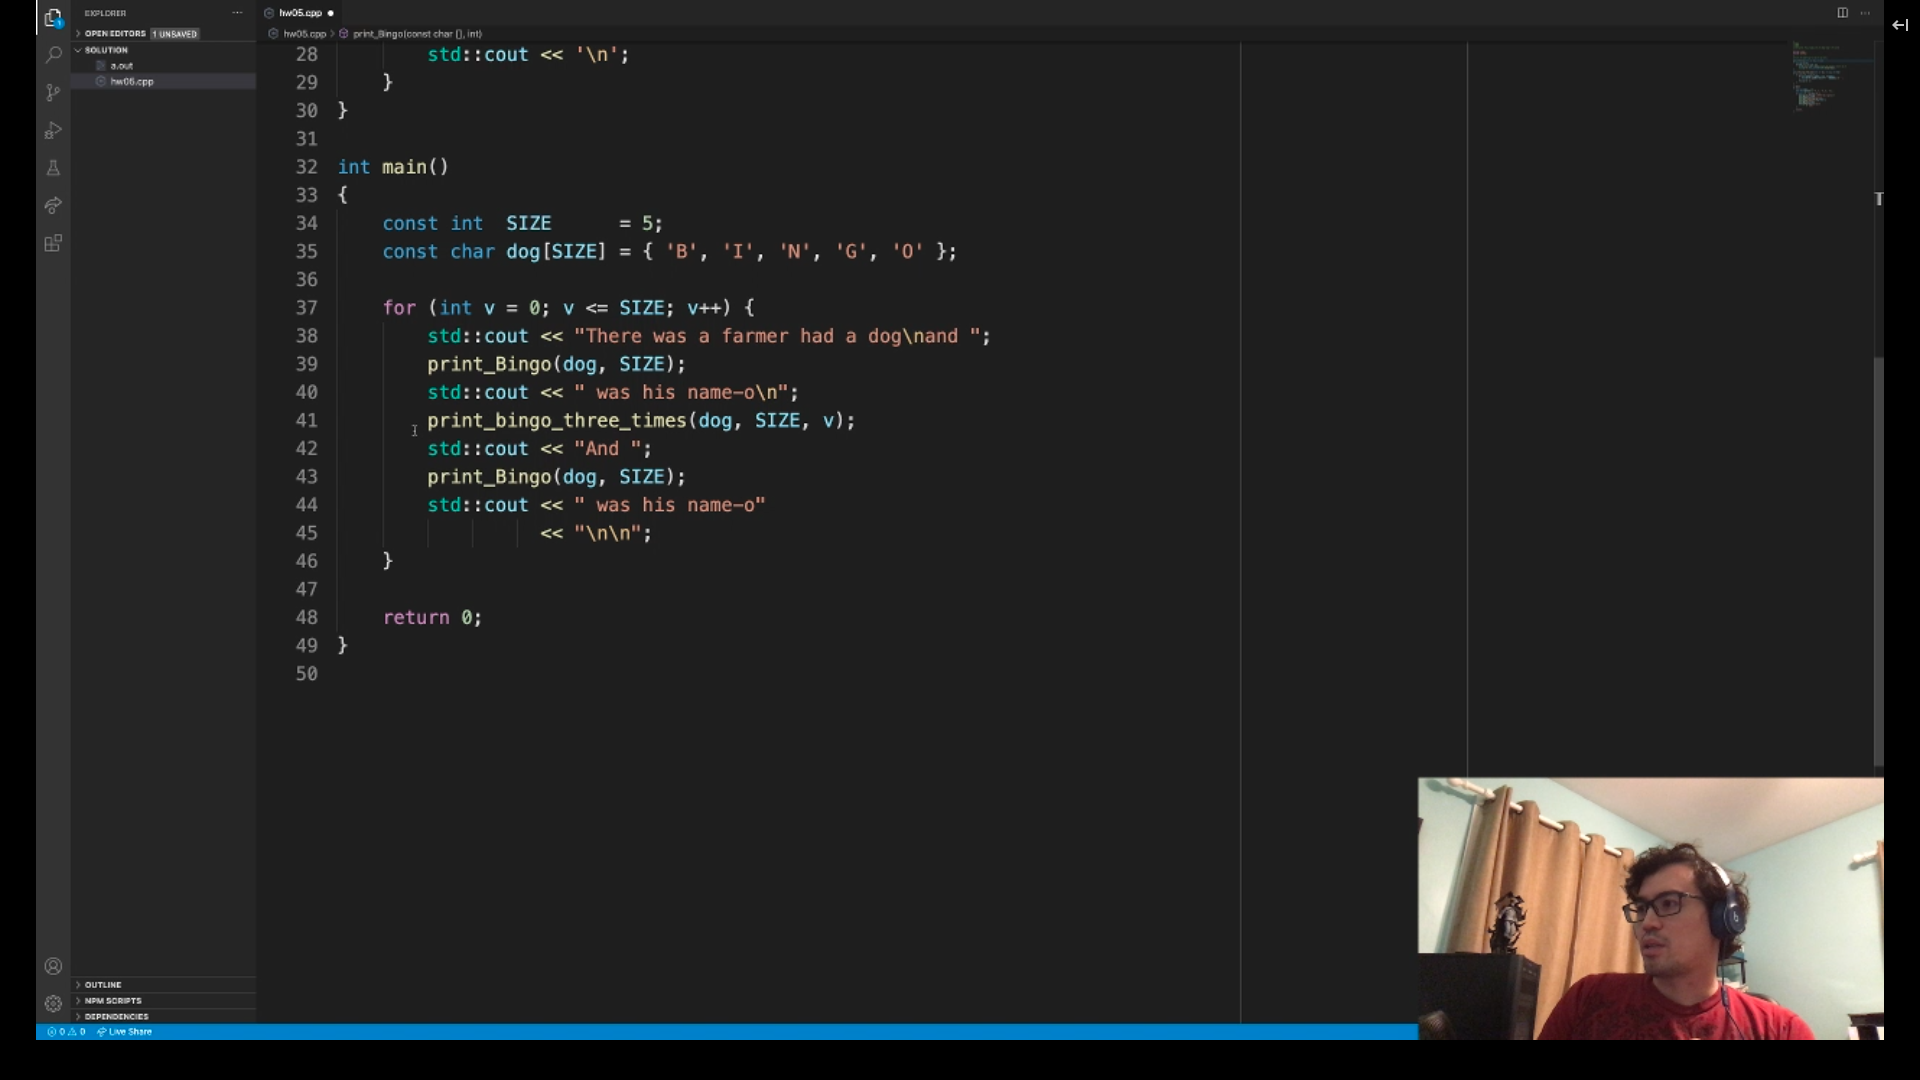 EXPLORER
OPEN EDITORS 1 UNSAVED
SOLUTION
a.out
hw05.cpp
hw05.cpp
hw05.cpp > print_Bingo(const char [], int)
28 std::cout << '\n';
29 }
30 }
31
32 int main()
33 {
34 const int SIZE = 5;
35 const char dog[SIZE] = { 'B', 'I', 'N', 'G', 'O' };
36
37 for (int v = 0; v <= SIZE; v++) {
38 std::cout << "There was a farmer had a dog\nand ";
39 print_Bingo(dog, SIZE);
40 std::cout << " was his name-o\n";
41 print_bingo_three_times(dog, SIZE, v);
42 std::cout << "And ";
43 print_Bingo(dog, SIZE);
44 std::cout << " was his name-o"
45 << "\n\n";
46 }
47
48 return 0;
49 }
50
OUTLINE
NPM SCRIPTS
DEPENDENCIES
0 0 Live Share